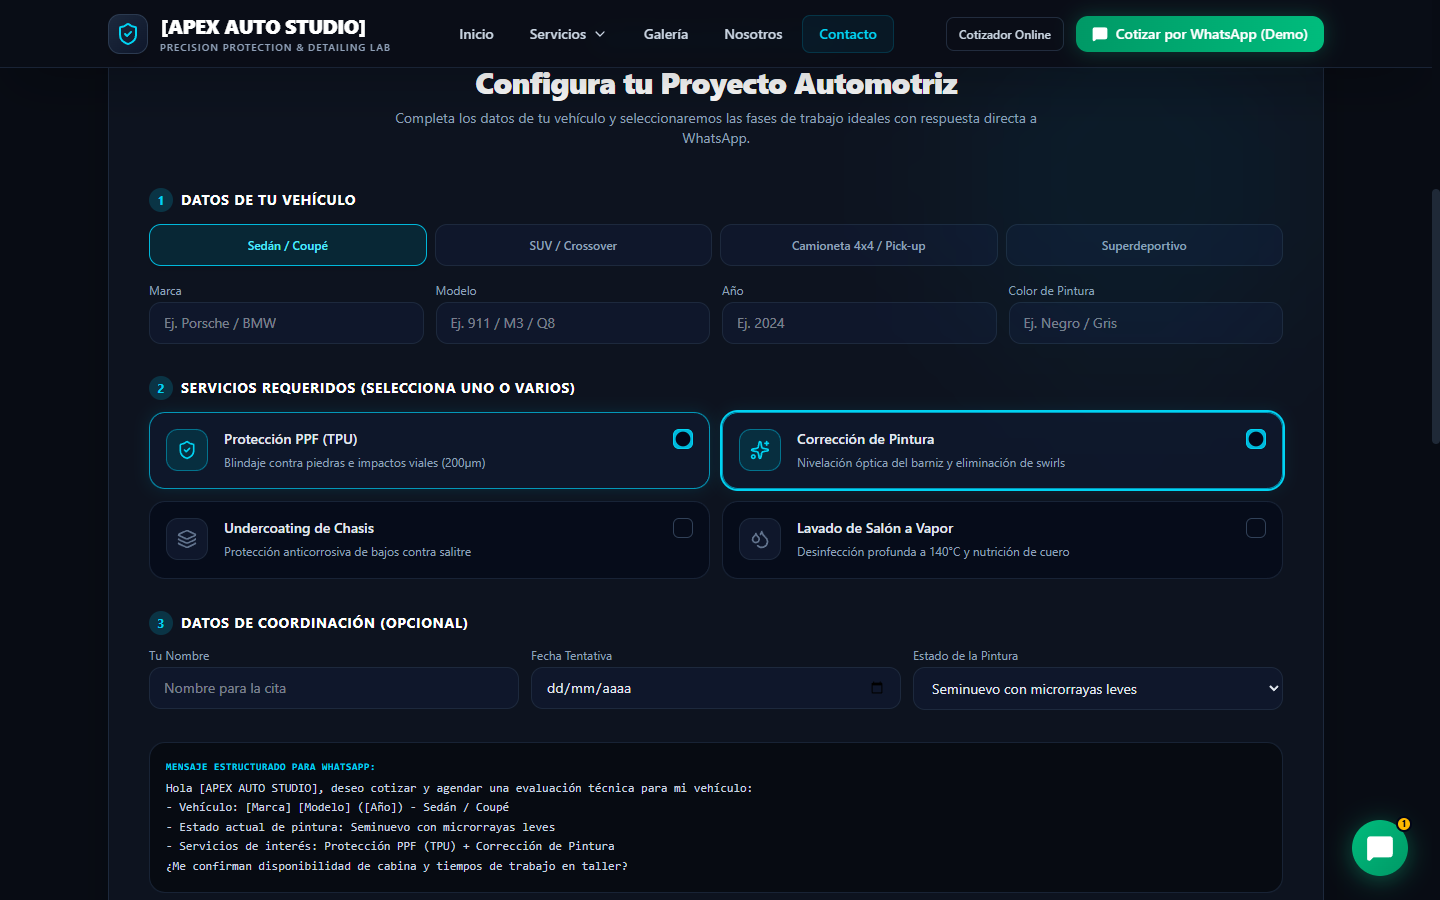 [APEX AUTO STUDIO]
PRECISION PROTECTION & DETAILING LAB
Inicio
Servicios
Galería
Nosotros
Contacto
Cotizador Online
Cotizar por WhatsApp (Demo)
Configura tu Proyecto Automotriz
Completa los datos de tu vehículo y seleccionaremos las fases de trabajo ideales con respuesta directa a
WhatsApp.
1 DATOS DE TU VEHÍCULO
Sedán / Coupé
SUV / Crossover
Camioneta 4x4 / Pick-up
Superdeportivo
Marca
Modelo
Año
Color de Pintura
Ej. Porsche / BMW
Ej. 911 / M3 / Q8
Ej. 2024
Ej. Negro / Gris
2 SERVICIOS REQUERIDOS (SELECCIONA UNO O VARIOS)
Protección PPF (TPU)
Blindaje contra piedras e impactos viales (200μm)
Corrección de Pintura
Nivelación óptica del barniz y eliminación de swirls
Undercoating de Chasis
Protección anticorrosiva de bajos contra salitre
Lavado de Salón a Vapor
Desinfección profunda a 140°C y nutrición de cuero
3 DATOS DE COORDINACIÓN (OPCIONAL)
Tu Nombre
Fecha Tentativa
Estado de la Pintura
Nombre para la cita
dd/mm/aaaa
Seminuevo con microrrayas leves
MENSAJE ESTRUCTURADO PARA WHATSAPP:
Hola [APEX AUTO STUDIO], deseo cotizar y agendar una evaluación técnica para mi vehículo:
- Vehículo: [Marca] [Modelo] ([Año]) - Sedán / Coupé
- Estado actual de pintura: Seminuevo con microrrayas leves
- Servicios de interés: Protección PPF (TPU) + Corrección de Pintura
¿Me confirman disponibilidad de cabina y tiempos de trabajo en taller?
1